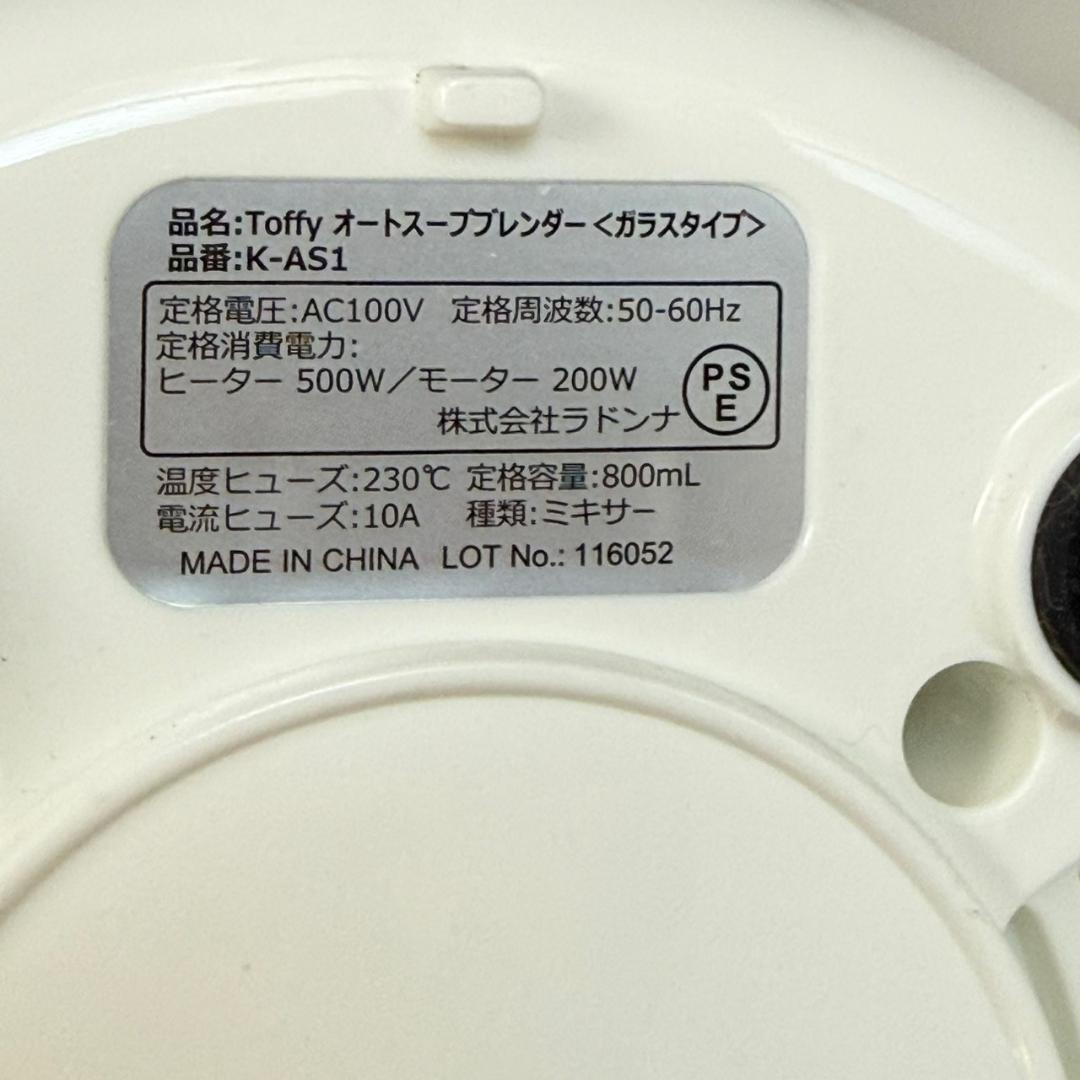 品名:Toffy オートスープブレンダー<ガラスタイプ>
品番:K-AS1
定格電圧:AC100V 定格周波数:50-60Hz
定格消費電力:
ヒーター 500W／モーター 200W
株式会社ラドンナ
PS
E
温度ヒューズ:230℃ 定格容量:800mL
電流ヒューズ:10A 種類:ミキサー
MADE IN CHINA LOT No.: 116052